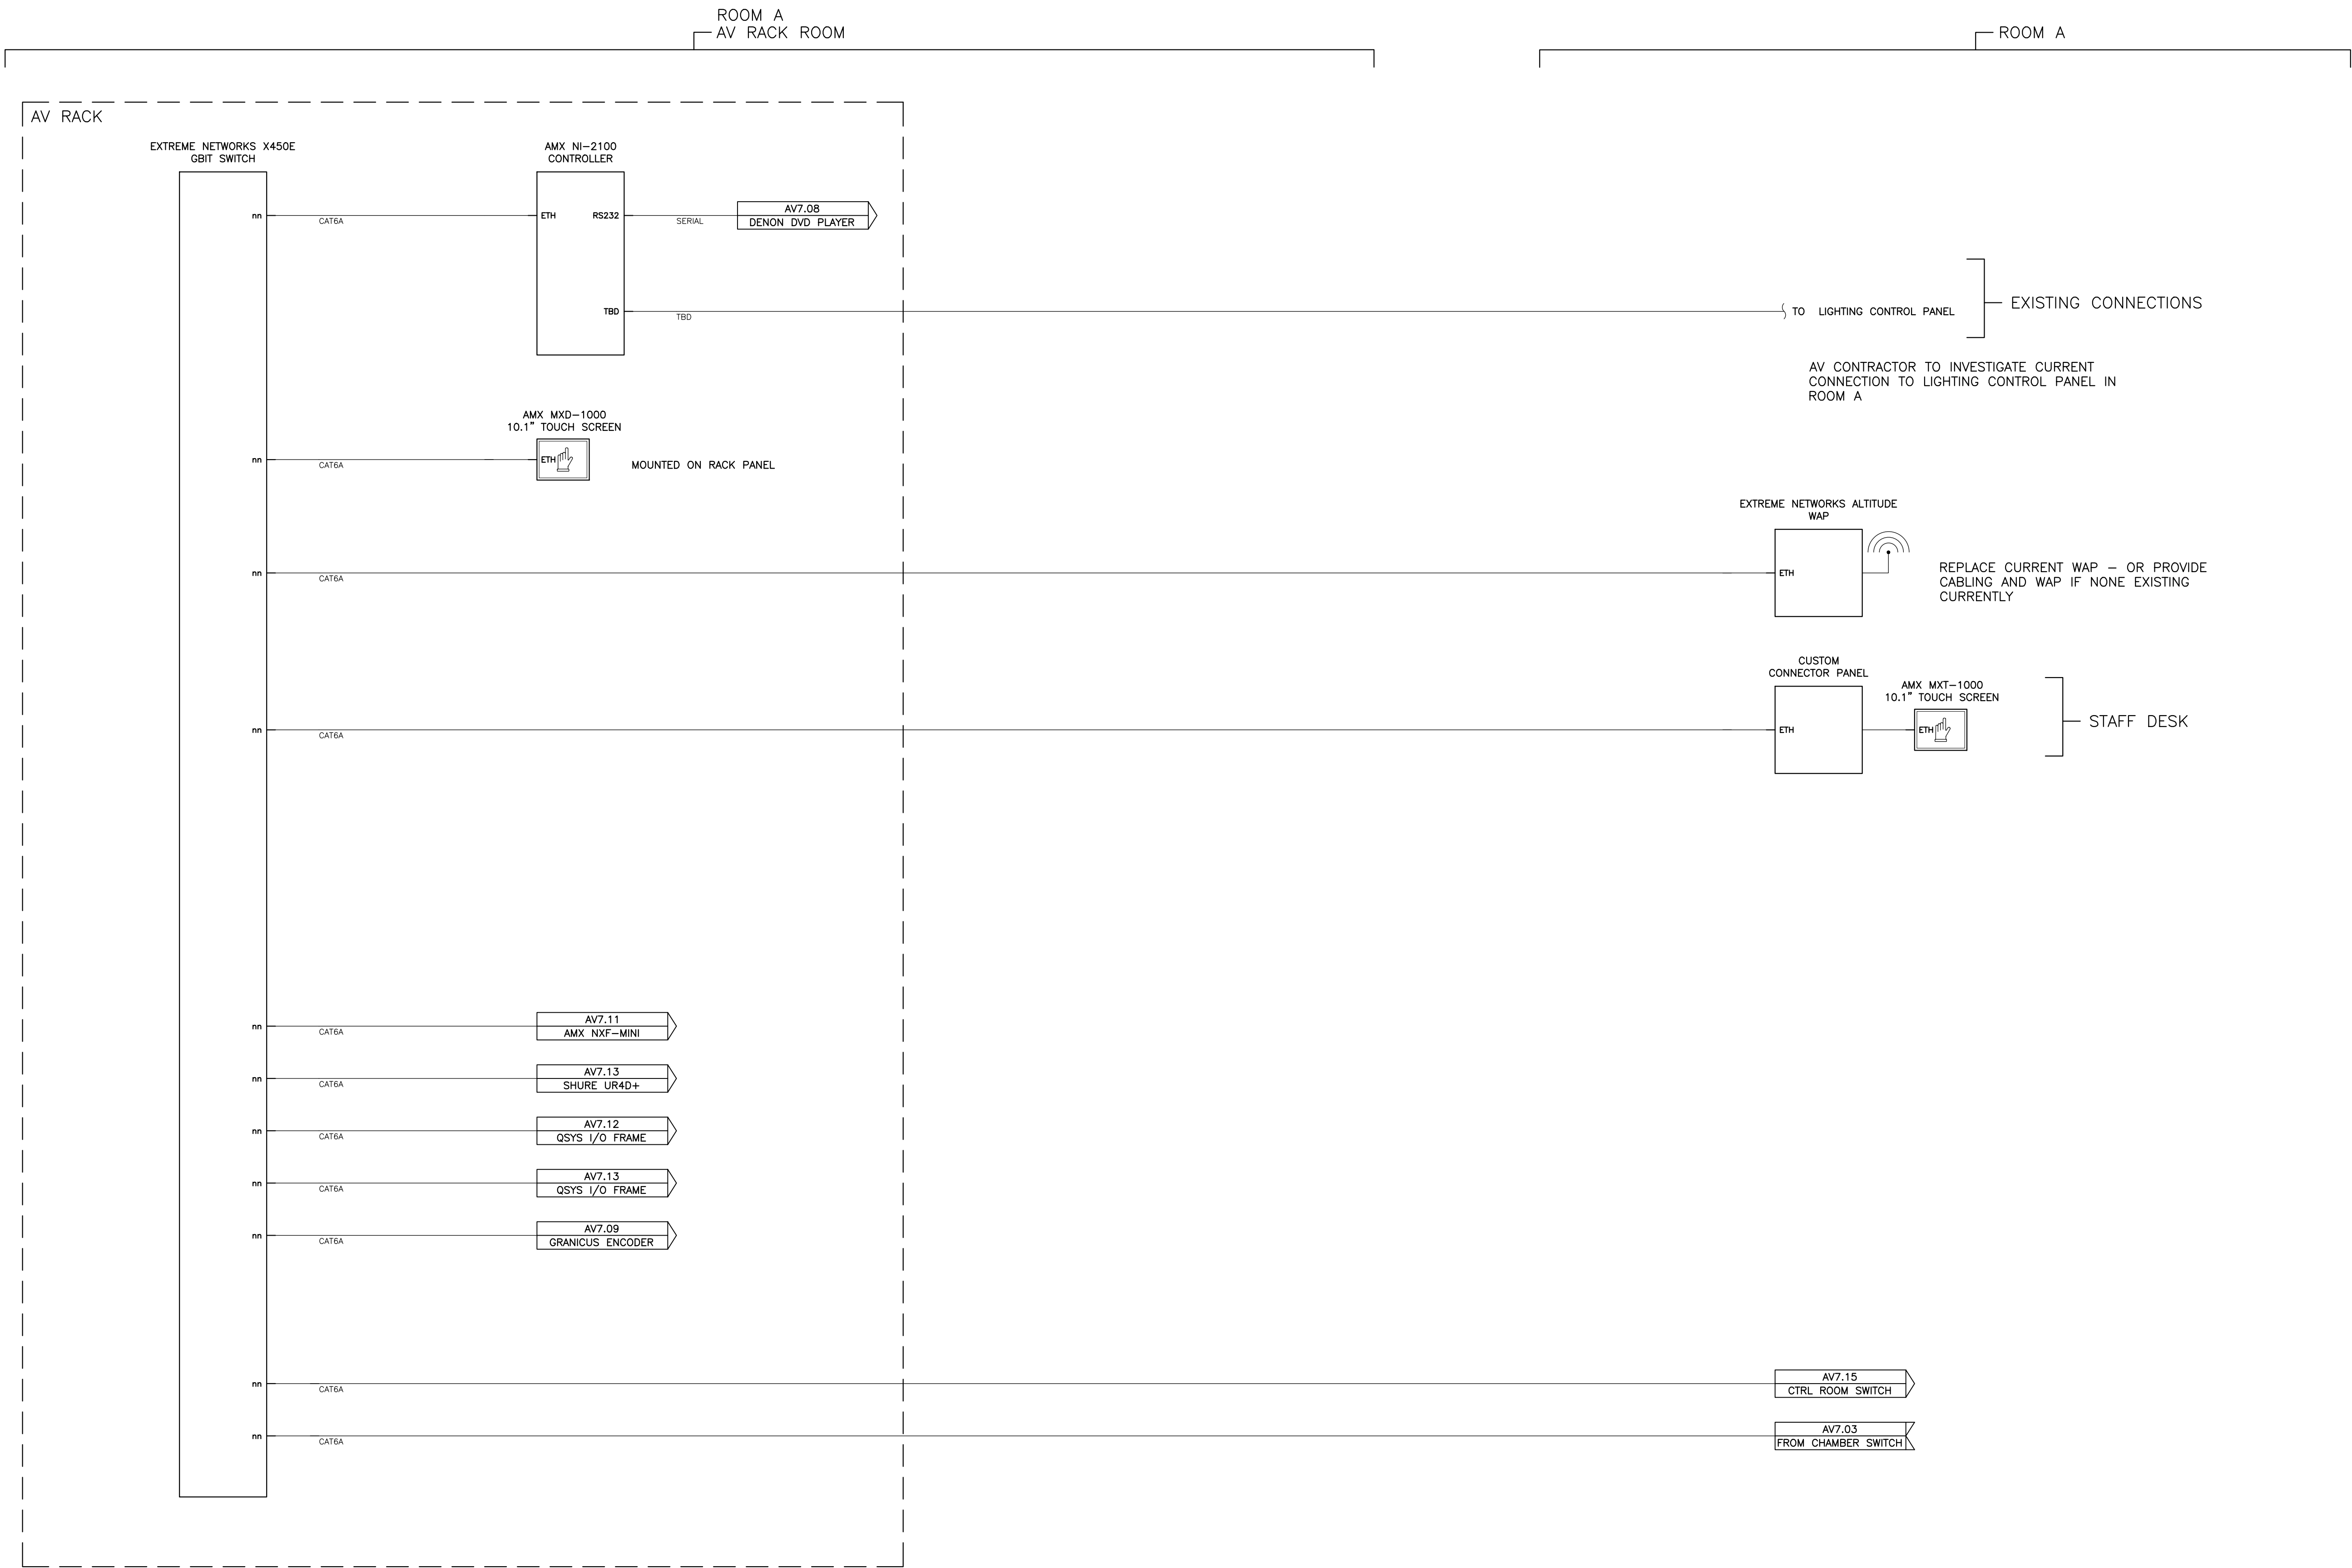 ROOM A
AV RACK ROOM
ROOM A
AV RACK
EXTREME NETWORKS X450E
GBIT SWITCH
AMX NI-2100
CONTROLLER
nn
CAT6A
ETH
RS232
SERIAL
AV7.08
DENON DVD PLAYER
TBD
TBD
TO LIGHTING CONTROL PANEL
EXISTING CONNECTIONS
AV CONTRACTOR TO INVESTIGATE CURRENT
CONNECTION TO LIGHTING CONTROL PANEL IN
ROOM A
AMX MXD-1000
10.1" TOUCH SCREEN
nn
CAT6A
ETH
MOUNTED ON RACK PANEL
EXTREME NETWORKS ALTITUDE
WAP
nn
CAT6A
ETH
REPLACE CURRENT WAP - OR PROVIDE
CABLING AND WAP IF NONE EXISTING
CURRENTLY
CUSTOM
CONNECTOR PANEL
AMX MXT-1000
10.1" TOUCH SCREEN
nn
CAT6A
ETH
ETH
STAFF DESK
nn
CAT6A
AV7.11
AMX NXF-MINI
nn
CAT6A
AV7.13
SHURE UR4D+
nn
CAT6A
AV7.12
QSYS I/O FRAME
nn
CAT6A
AV7.13
QSYS I/O FRAME
nn
CAT6A
AV7.09
GRANICUS ENCODER
nn
CAT6A
AV7.15
CTRL ROOM SWITCH
nn
CAT6A
AV7.03
FROM CHAMBER SWITCH